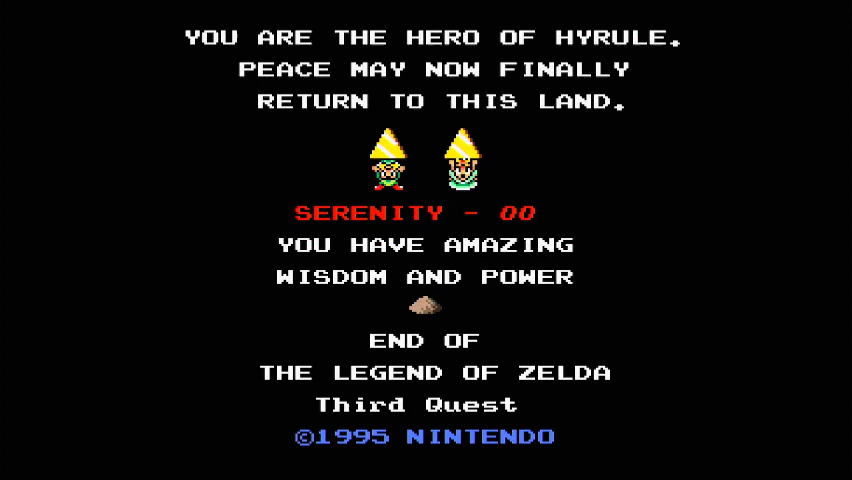 YOU ARE THE HERO OF HYRULE.
PEACE MAY NOW FINALLY
RETURN TO THIS LAND.
SERENITY - 00
YOU HAVE AMAZING
WISDOM AND POWER
END OF
THE LEGEND OF ZELDA
Third Quest
©1995 NINTENDO